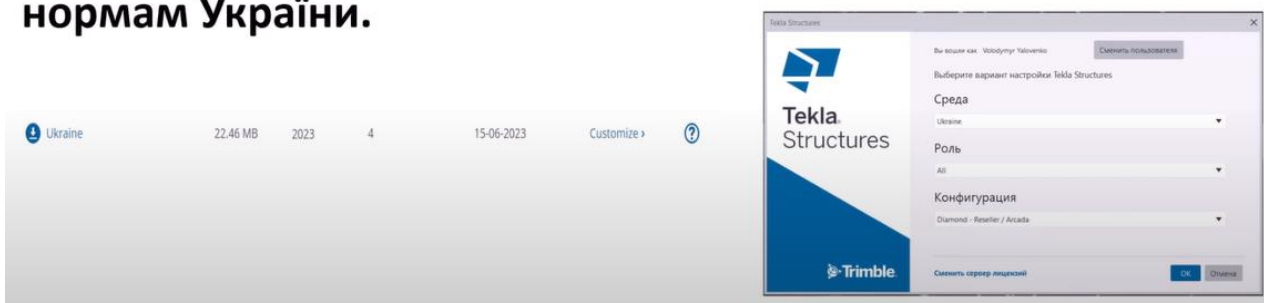 нормам України.
Ukraine 22.46 MB 2023 4 15-06-2023 Customize › ?
Tekla Structures
Вы вошли как Volodymyr Yalovenko Сменить пользователя
Выберите вариант настройки Tekla Structures
Среда
Ukraine
Роль
All
Конфигурация
Diamond - Reseller / Arcada
Tekla
Structures
Trimble
Сменить сервер лицензий OK Отмена